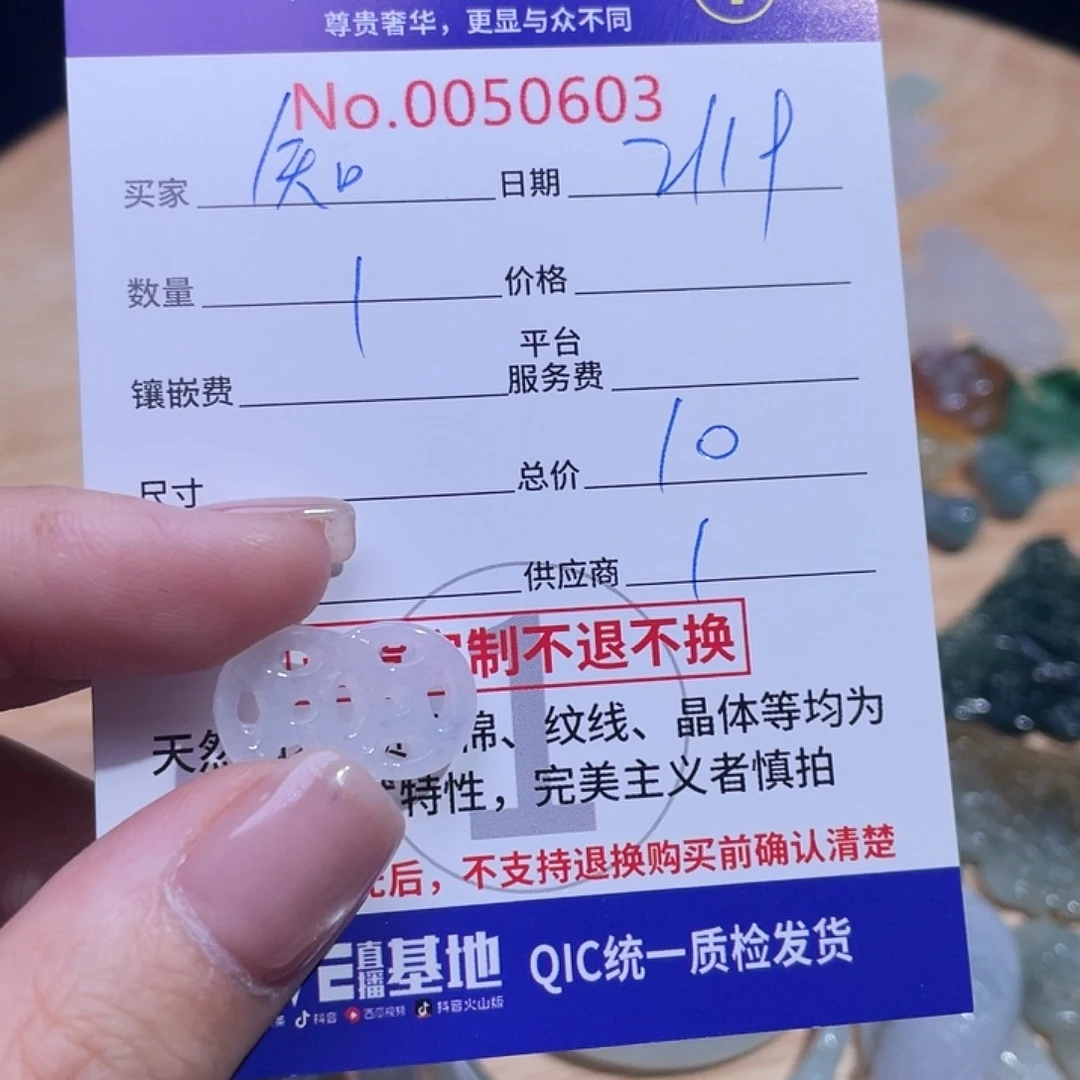 尊贵奢华，更显与众不同
No.0050603
买家 日期
数量 1 价格
平台
镶嵌费 服务费
尺寸 总价 10
供应商 1
制不退不换
天然 棉、纹线、晶体等均为
特性，完美主义者慎拍
后，不支持退换购买前确认清楚
直播基地 QIC统一质检发货
抖音 西瓜视频 抖音火山版
1